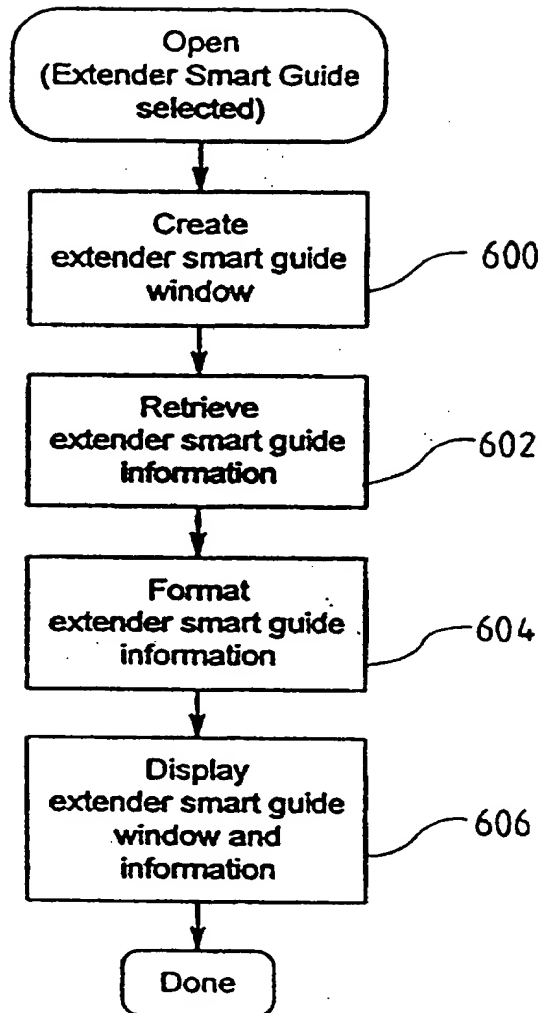 Open
(Extender Smart Guide
selected)
Create
extender smart guide
window
600
Retrieve
extender smart guide
information
602
Format
extender smart guide
information
604
Display
extender smart guide
window and
information
606
Done